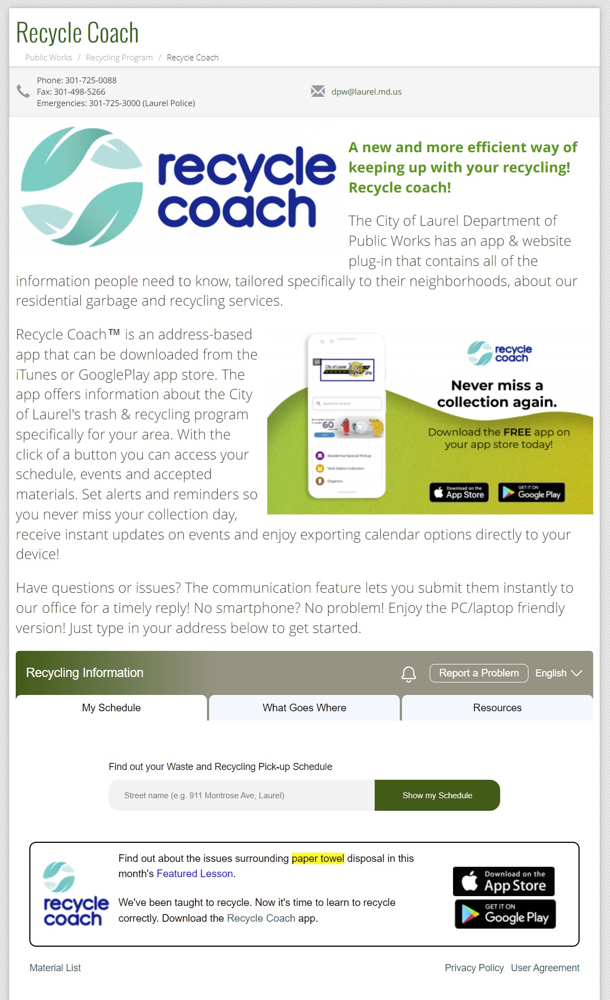 Recycle Coach
Public Works / Recycling Program / Recycle Coach
Phone: 301-725-0088
Fax: 301-498-5266
Emergencies: 301-725-3000 (Laurel Police)
dpw@laurel.md.us
recycle
coach
A new and more efficient way of
keeping up with your recycling!
Recycle coach!
The City of Laurel Department of
Public Works has an app & website
plug-in that contains all of the
information people need to know, tailored specifically to their neighborhoods, about our
residential garbage and recycling services.
Recycle Coach™ is an address-based
app that can be downloaded from the
iTunes or GooglePlay app store. The
app offers information about the City
of Laurel's trash & recycling program
specifically for your area. With the
click of a button you can access your
schedule, events and accepted
materials. Set alerts and reminders so
you never miss your collection day,
receive instant updates on events and enjoy exporting calendar options directly to your
device!
City of Laurel
DPW
Search for an item
Be a better recycler
in under
60
Residential Special Pickup
Yard Debris Collection
Organics
recycle
coach
Never miss a
collection again.
Download the FREE app on
your app store today!
Download on the
App Store
GET IT ON
Google Play
Have questions or issues? The communication feature lets you submit them instantly to
our office for a timely reply! No smartphone? No problem! Enjoy the PC/laptop friendly
version! Just type in your address below to get started.
Recycling Information
Report a Problem
English
My Schedule
What Goes Where
Resources
Find out your Waste and Recycling Pick-up Schedule
Street name (e.g. 911 Montrose Ave, Laurel)
Show my Schedule
recycle
coach
Find out about the issues surrounding paper towel disposal in this
month's Featured Lesson.
We've been taught to recycle. Now it's time to learn to recycle
correctly. Download the Recycle Coach app.
Download on the
App Store
GET IT ON
Google Play
Material List
Privacy Policy User Agreement